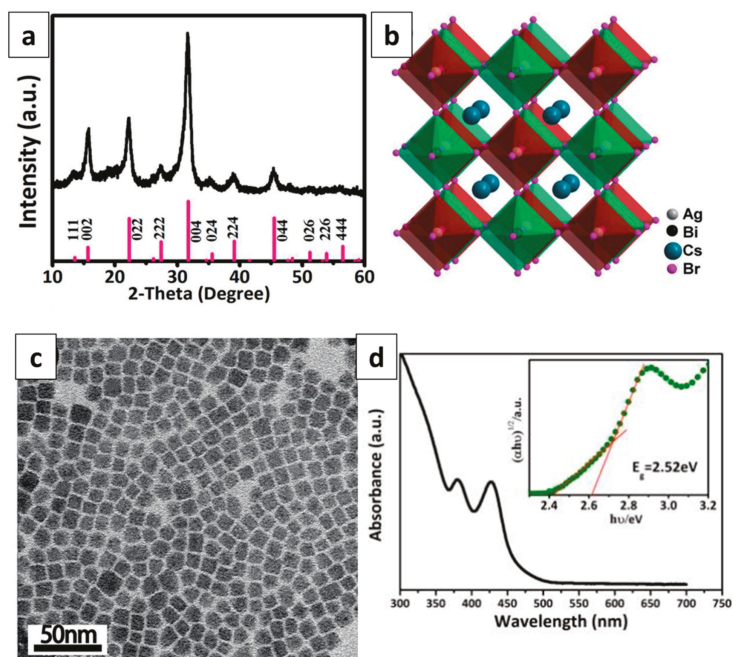 a
Intensity (a.u.)
111
002
022
222
004
024
224
044
026
226
444
10 20 30 40 50 60
2-Theta (Degree)
b
Ag
Bi
Cs
Br
c
50nm
d
Absorbance (a.u.)
300 350 400 450 500 550 600 650 700 750
Wavelength (nm)
(αhυ)1/2/a.u.
Eg=2.52eV
2.4 2.6 2.8 3.0 3.2
hυ/eV